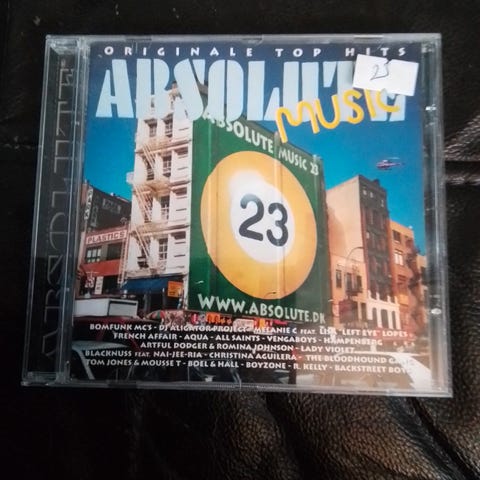 ORIGINALE TOP HITS
ABSOLUTE
MUSIC
25
ABSOLUTE
ABSOLUTE MUSIC 23
23
PLASTICS
WWW.ABSOLUTE.DK
BOMFUNK MC'S - DJ ALIGATOR PROJECT - MELANIE C FEAT. LISA "LEFT EYE" LOPES -
FRENCH AFFAIR - AQUA - ALL SAINTS - VENGABOYS - HAMPENBERG
ARTFUL DODGER & ROMINA JOHNSON - LADY VIOLET
BLACKNUSS FEAT. NAI-JEE-RIA - CHRISTINA AGUILERA - THE BLOODHOUND GANG
TOM JONES & MOUSSE T - BOEL & HALL - BOYZONE - R. KELLY - BACKSTREET BOYS